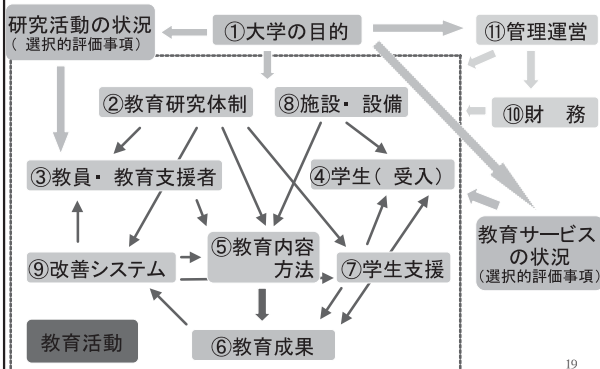 研究活動の状況
( 選択的評価事項)
①大学の目的
⑪管理運営
②教育研究体制
⑧施設・ 設備
⑩財　務
③教員・ 教育支援者
④学生( 受入)
⑤教育内容
方法
⑨改善システム
⑦学生支援
教育サービス
の状況
(選択的評価事項)
教育活動
⑥教育成果
19